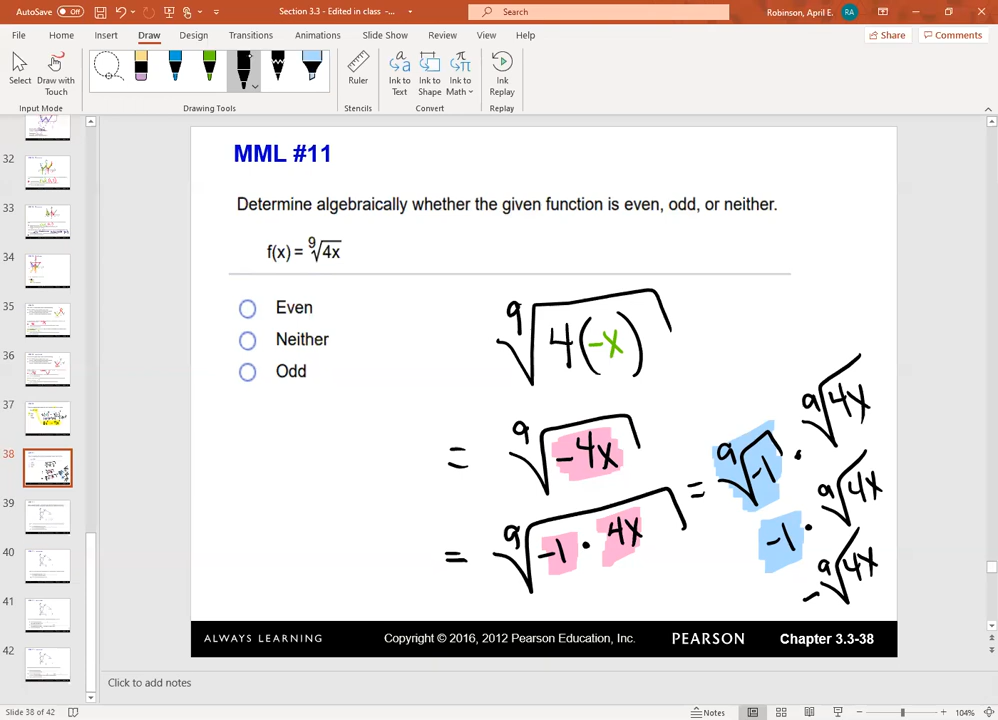 AutoSave Off Section 3.3 - Edited in class -... Search Robinson, April E. RA
File Home Insert Draw Design Transitions Animations Slide Show Review View Help Share Comments
Select Draw with Touch Ruler Ink to Text Ink to Shape Ink to Math Ink Replay
Input Mode Drawing Tools Stencils Convert Replay
32
33
34
35
36
37
38
39
40
41
42
MML #11
Determine algebraically whether the given function is even, odd, or neither.
f(x) = ⁹√4x
Even
Neither
Odd
⁹√4(-x)
= ⁹√-4x
= ⁹√-1 · 4x
= ⁹√-1 · ⁹√4x
-1 · ⁹√4x
-⁹√4x
ALWAYS LEARNING Copyright © 2016, 2012 Pearson Education, Inc. PEARSON Chapter 3.3-38
Click to add notes
Slide 38 of 42 Notes 104%